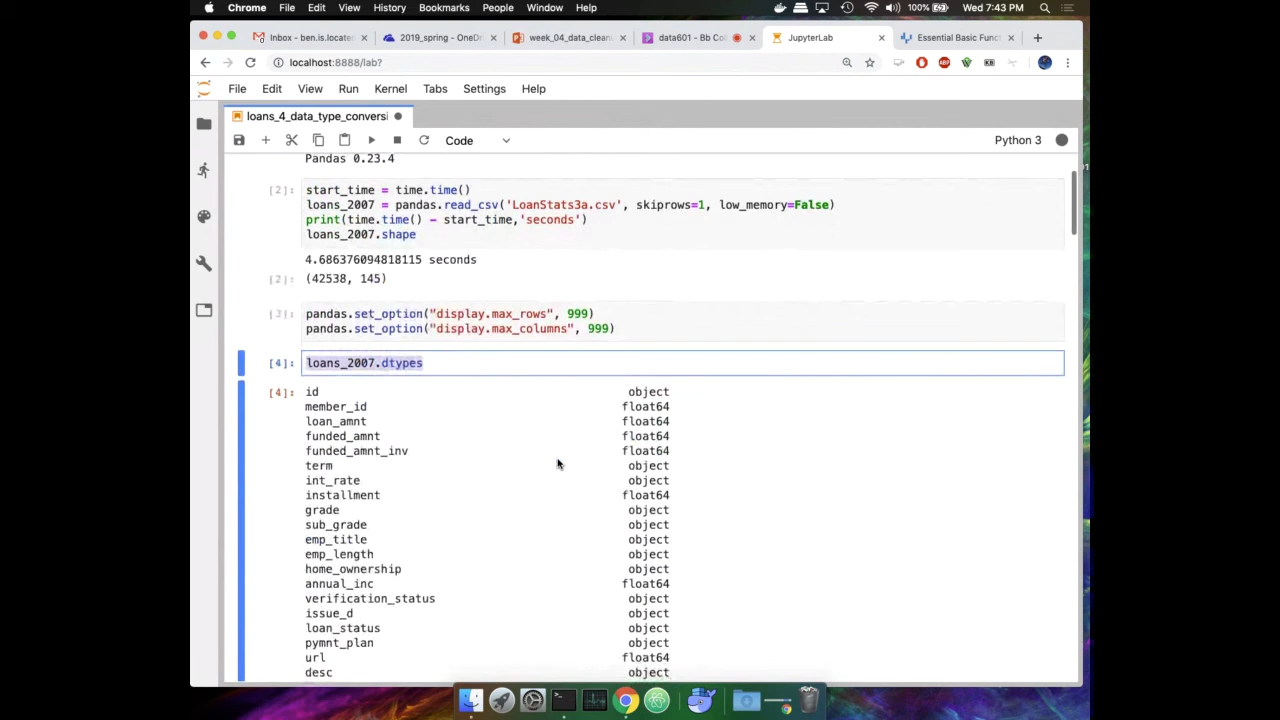 Chrome File Edit View History Bookmarks People Window Help 100% Wed 7:43 PM
Inbox - ben.is.located 2019_spring - OneDri week_04_data_clean data601 - Bb Co JupyterLab Essential Basic Func
localhost:8888/lab?
File Edit View Run Kernel Tabs Settings Help
loans_4_data_type_conversi
Code Python 3
Pandas 0.23.4
[2]: start_time = time.time()
loans_2007 = pandas.read_csv('LoanStats3a.csv', skiprows=1, low_memory=False)
print(time.time() - start_time,'seconds')
loans_2007.shape
4.686376094818115 seconds
[2]: (42538, 145)
[3]: pandas.set_option("display.max_rows", 999)
pandas.set_option("display.max_columns", 999)
[4]: loans_2007.dtypes
[4]: id object
member_id float64
loan_amnt float64
funded_amnt float64
funded_amnt_inv float64
term object
int_rate object
installment float64
grade object
sub_grade object
emp_title object
emp_length object
home_ownership object
annual_inc float64
verification_status object
issue_d object
loan_status object
pymnt_plan object
url float64
desc object